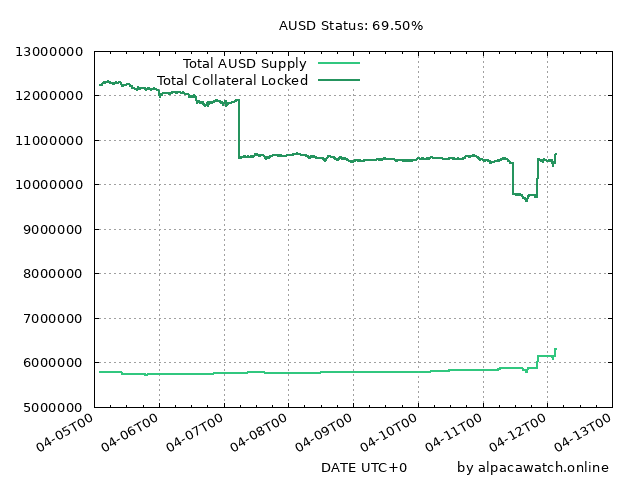 AUSD Status: 69.50%
13000000
12000000
11000000
10000000
9000000
8000000
7000000
6000000
5000000
Total AUSD Supply
Total Collateral Locked
04-05T00
04-06T00
04-07T00
04-08T00
04-09T00
04-10T00
04-11T00
04-12T00
04-13T00
DATE UTC+0 by alpacawatch.online